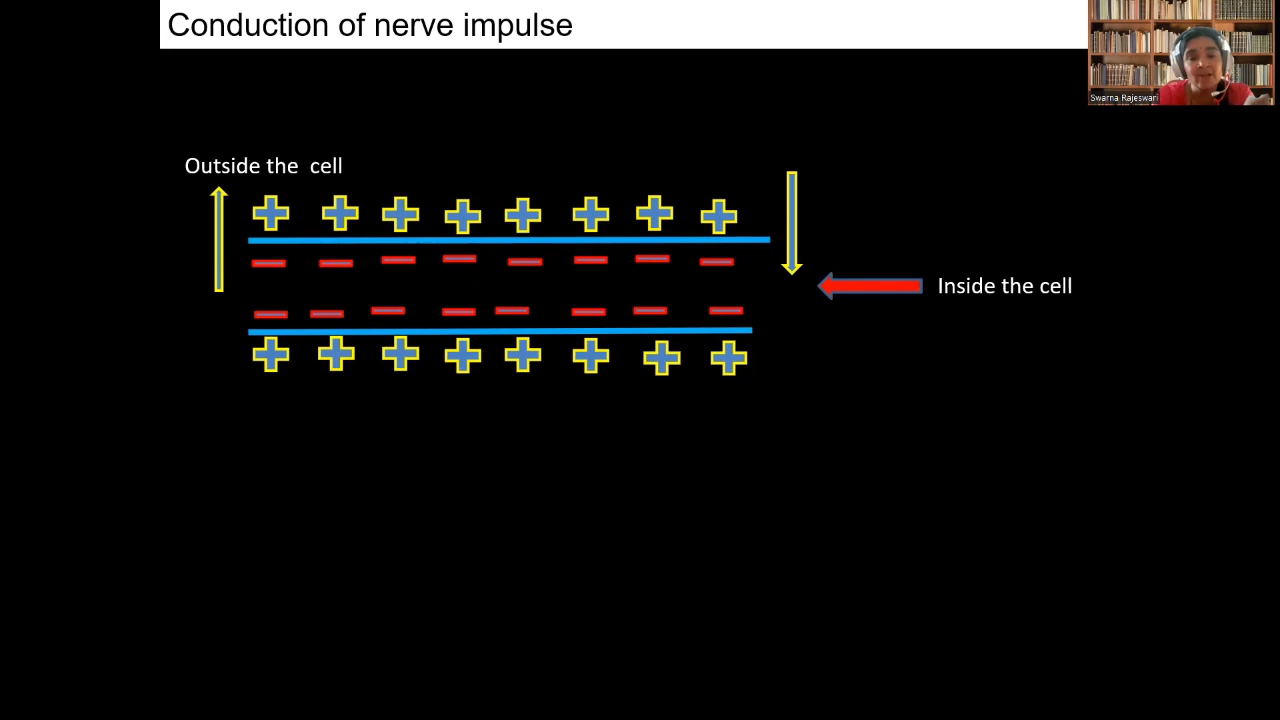 Conduction of nerve impulse
Swarna Rajeswari
Outside the  cell
Inside the cell